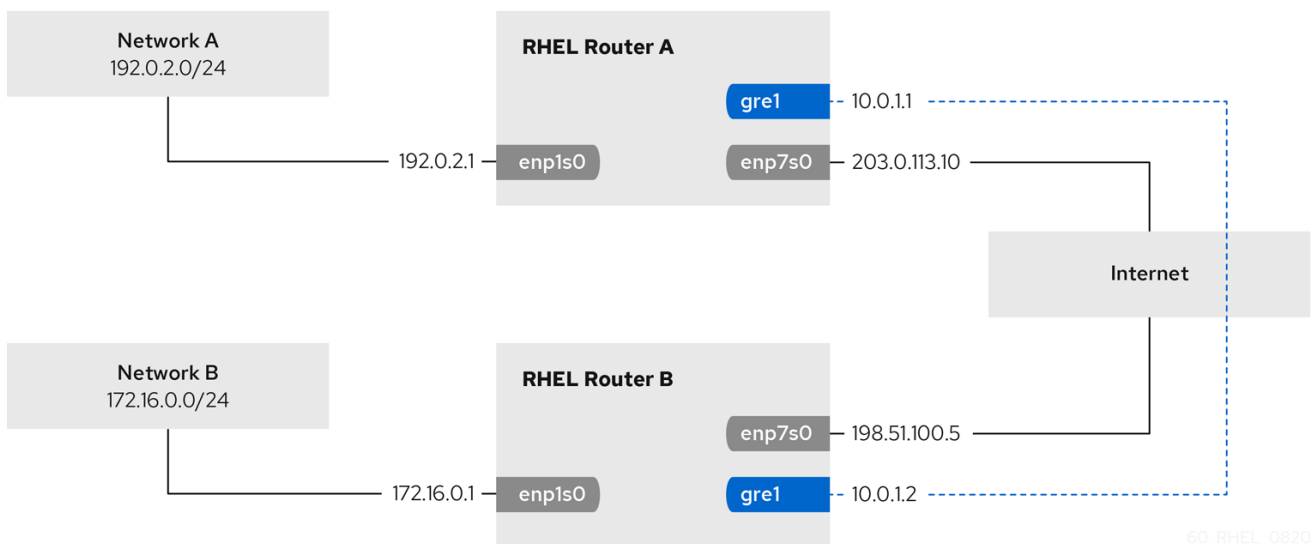 Network A
192.0.2.0/24
RHEL Router A
gre1
10.0.1.1
192.0.2.1
enp1s0
enp7s0
203.0.113.10
Internet
Network B
172.16.0.0/24
RHEL Router B
enp7s0
198.51.100.5
172.16.0.1
enp1s0
gre1
10.0.1.2
60_RHEL_0820